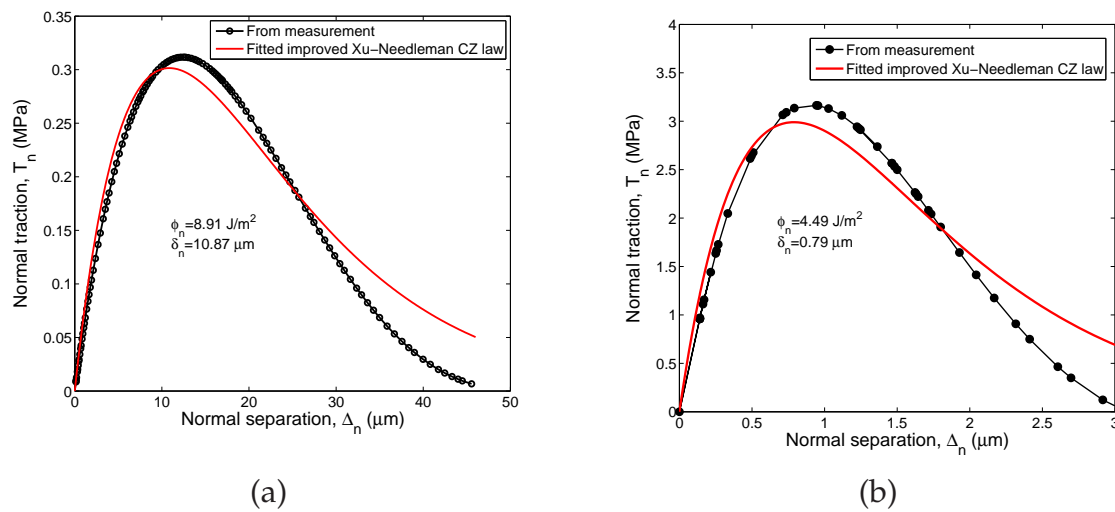 0.35
0.3
0.25
0.2
0.15
0.1
0.05
0
Normal traction, T_n (MPa)
From measurement
Fitted improved Xu−Needleman CZ law
ϕ_n=8.91 J/m²
δ_n=10.87 μm
0 10 20 30 40 50
Normal separation, Δ_n (μm)
(a)
4
3.5
3
2.5
2
1.5
1
0.5
0
Normal traction, T_n (MPa)
From measurement
Fitted improved Xu−Needleman CZ law
ϕ_n=4.49 J/m²
δ_n=0.79 μm
0 0.5 1 1.5 2 2.5 3
Normal separation, Δ_n (μm)
(b)